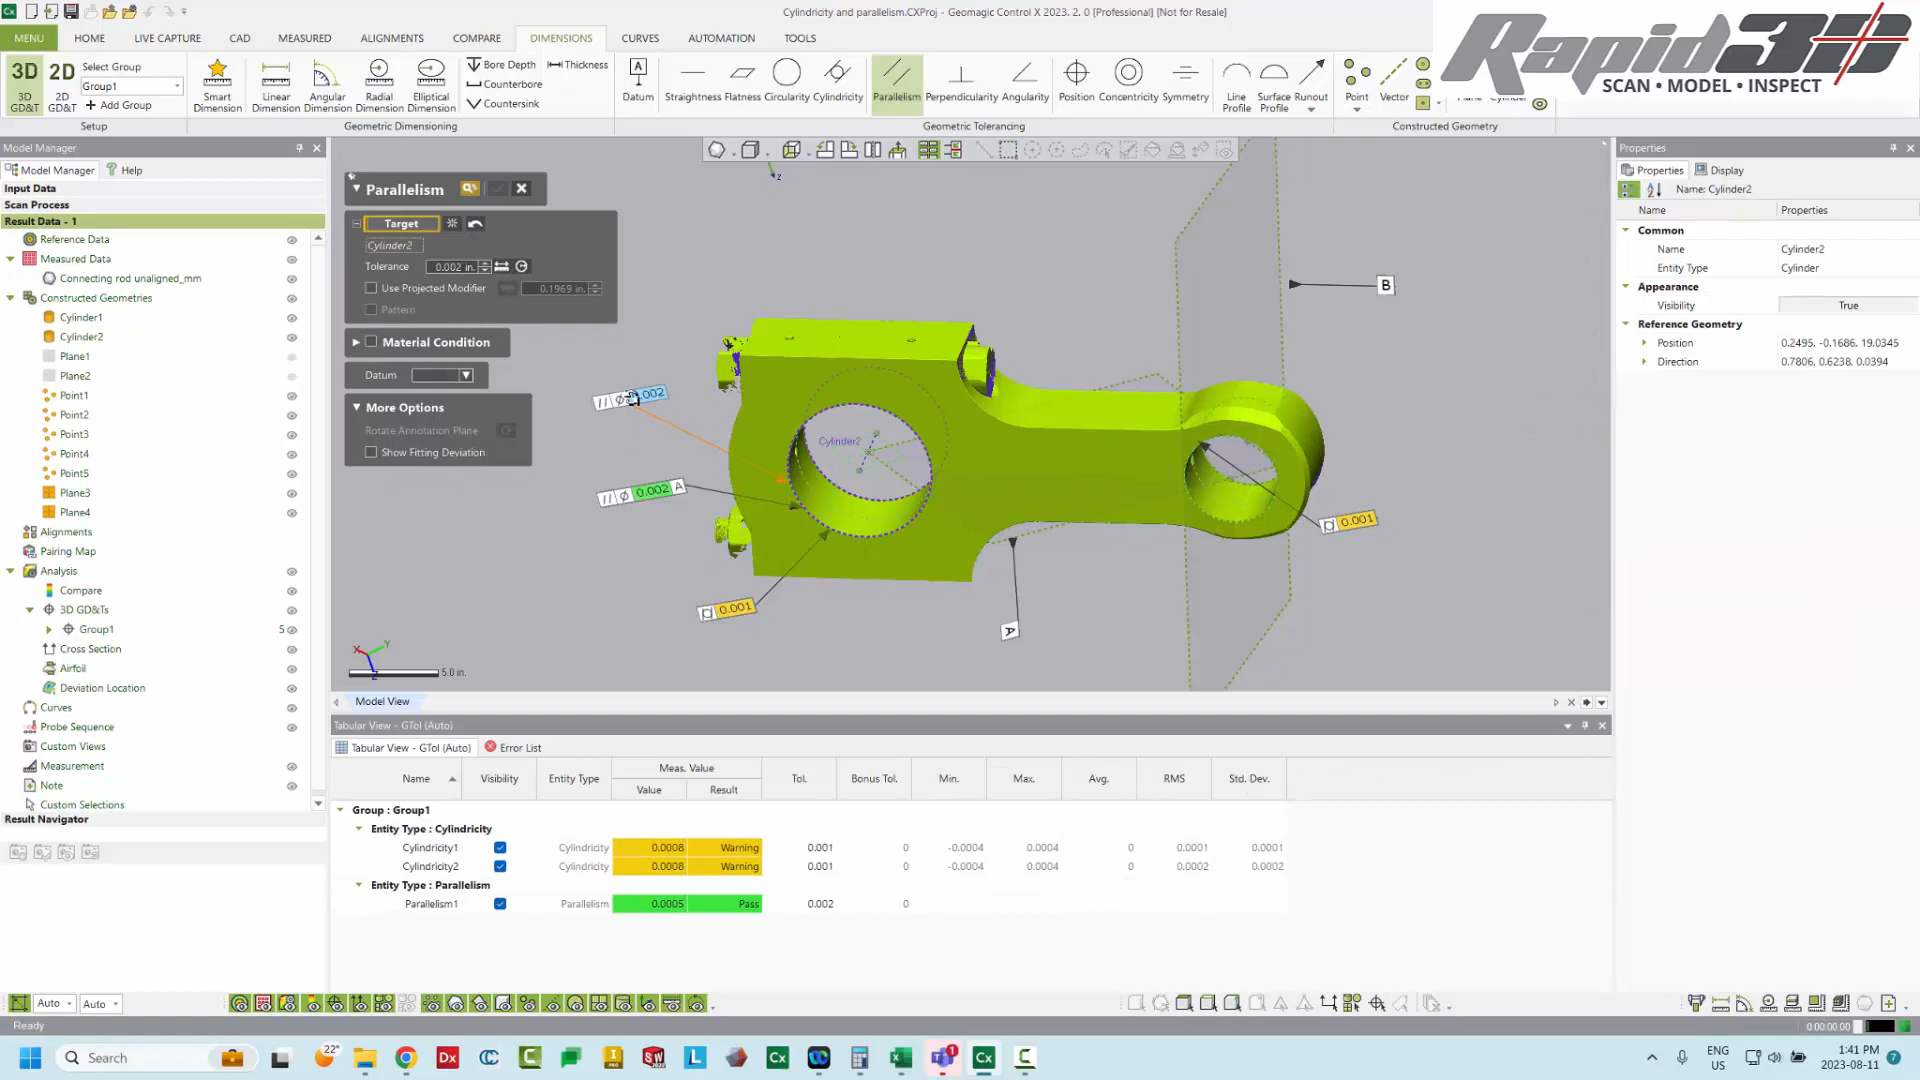 Cylindricity and parallelism.CXProj - Geomagic Control X 2023. 2. 0 [Professional] [Not for Resale]
MENU HOME LIVE CAPTURE CAD MEASURED ALIGNMENTS COMPARE DIMENSIONS CURVES AUTOMATION TOOLS
Rapid3D
SCAN • MODEL • INSPECT
3D GD&T
2D GD&T
Select Group
Group1
Add Group
Setup
Smart Dimension
Linear Dimension
Angular Dimension
Radial Dimension
Elliptical Dimension
Bore Depth
Counterbore
Countersink
Thickness
Geometric Dimensioning
Datum
Straightness
Flatness
Circularity
Cylindricity
Parallelism
Perpendicularity
Angularity
Position
Concentricity
Symmetry
Line Profile
Surface Profile
Runout
Geometric Tolerancing
Point
Vector
Constructed Geometry
Model Manager
Model Manager Help
Input Data
Scan Process
Result Data - 1
Reference Data
Measured Data
Connecting rod unaligned_mm
Constructed Geometries
Cylinder1
Cylinder2
Plane1
Plane2
Point1
Point2
Point3
Point4
Point5
Plane3
Plane4
Alignments
Pairing Map
Analysis
Compare
3D GD&Ts
Group1 5
Cross Section
Airfoil
Deviation Location
Curves
Probe Sequence
Custom Views
Measurement
Note
Custom Selections
Result Navigator
Parallelism
Target
Cylinder2
Tolerance 0.002 in.
Use Projected Modifier 0.1969 in.
Pattern
Material Condition
Datum
More Options
Rotate Annotation Plane
Show Fitting Deviation
z
B
// ⌀ 0.002
Cylinder2
// ⌀ 0.002 A
0.001
0.001
A
X Y Z
5.0 in.
Model View
Tabular View - GTol (Auto)
Tabular View - GTol (Auto) Error List
Name Visibility Entity Type Meas. Value Tol. Bonus Tol. Min. Max. Avg. RMS Std. Dev.
Value Result
Group : Group1
Entity Type : Cylindricity
Cylindricity1 Cylindricity 0.0008 Warning 0.001 0 -0.0004 0.0004 0 0.0001 0.0001
Cylindricity2 Cylindricity 0.0008 Warning 0.001 0 -0.0004 0.0004 0 0.0002 0.0002
Entity Type : Parallelism
Parallelism1 Parallelism 0.0005 Pass 0.002 0
Properties
Properties Display
Name: Cylinder2
Name Properties
Common
Name Cylinder2
Entity Type Cylinder
Appearance
Visibility True
Reference Geometry
Position 0.2495, -0.1686, 19.0345
Direction 0.7806, 0.6238, 0.0394
Auto Auto
Ready
0:00:00.00
Search
22°
ENG
US
1:41 PM
2023-08-11